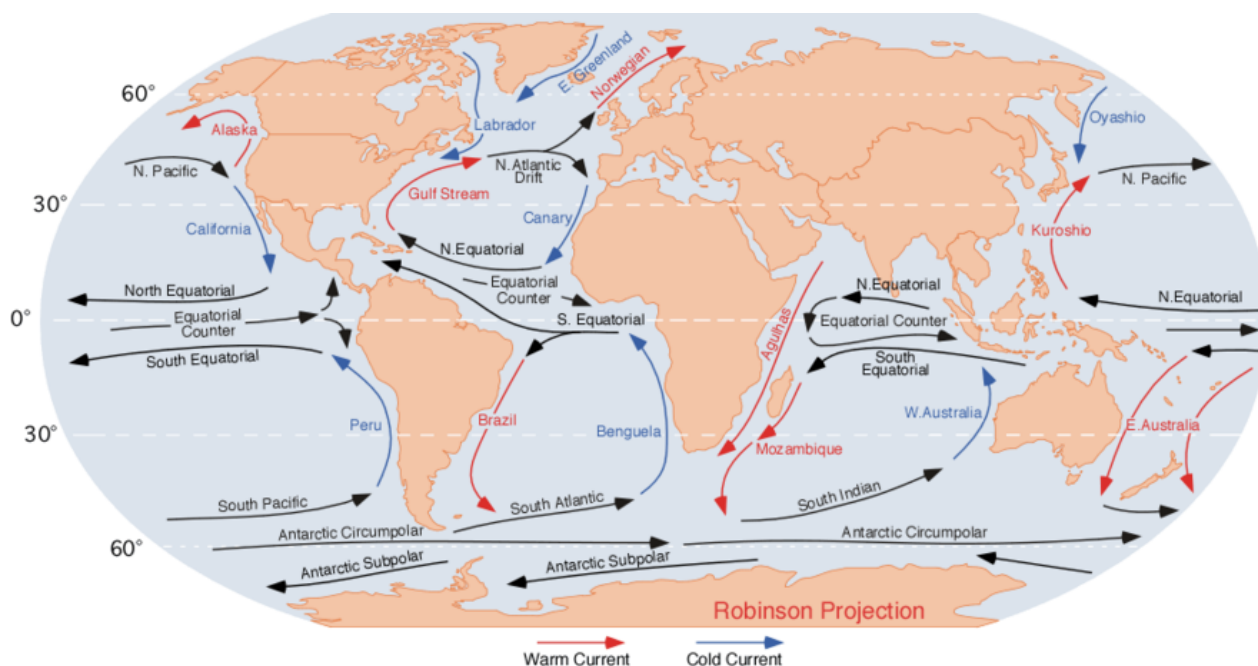 60°
30°
0°
30°
60°
Alaska
N. Pacific
California
North Equatorial
Equatorial
Counter
South Equatorial
Peru
South Pacific
Antarctic Circumpolar
Antarctic Subpolar
E. Greenland
Norwegian
Labrador
N.Atlantic
Drift
Gulf Stream
Canary
N.Equatorial
Equatorial
Counter
S. Equatorial
Brazil
Benguela
South Atlantic
Antarctic Subpolar
Agulhas
Mozambique
N.Equatorial
Equatorial Counter
South
Equatorial
W.Australia
South Indian
Antarctic Circumpolar
Oyashio
N. Pacific
Kuroshio
N.Equatorial
E.Australia
Robinson Projection
Warm Current
Cold Current